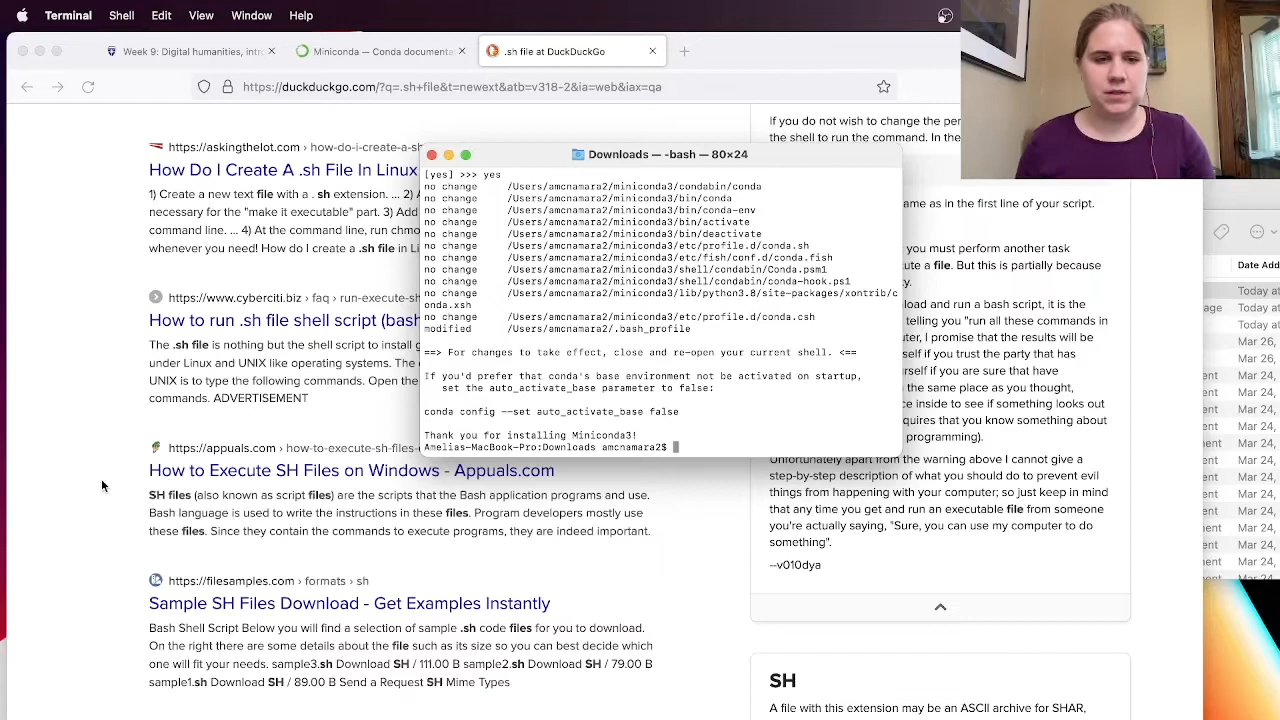 Terminal Shell Edit View Window Help
Week 9: Digital humanities, intr
Miniconda — Conda documenta
.sh file at DuckDuckGo
https://duckduckgo.com/?q=.sh+file&t=newext&atb=v318-2&ia=web&iax=qa
https://askingthelot.com › how-do-i-create-a-sh
How Do I Create A .sh File In Linux
1) Create a new text file with a .sh extension. ... 2) A
necessary for the "make it executable" part. 3) Add
command line. ... 4) At the command line, run chm
whenever you need! How do I create a .sh file in Li
https://www.cyberciti.biz › faq › run-execute-sh
How to run .sh file shell script (bash
The .sh file is nothing but the shell script to install g
under Linux and UNIX like operating systems. The
UNIX is to type the following commands. Open the
commands. ADVERTISEMENT
https://appuals.com › how-to-execute-sh-files-
How to Execute SH Files on Windows - Appuals.com
SH files (also known as script files) are the scripts that the Bash application programs and use.
Bash language is used to write the instructions in these files. Program developers mostly use
these files. Since they contain the commands to execute programs, they are indeed important.
https://filesamples.com › formats › sh
Sample SH Files Download - Get Examples Instantly
Bash Shell Script Below you will find a selection of sample .sh code files for you to download.
On the right there are some details about the file such as its size so you can best decide which
one will fit your needs. sample3.sh Download SH / 111.00 B sample2.sh Download SH / 79.00 B
sample1.sh Download SH / 89.00 B Send a Request SH Mime Types
Downloads — -bash — 80×24
[yes] >>> yes
no change /Users/amcnamara2/miniconda3/condabin/conda
no change /Users/amcnamara2/miniconda3/bin/conda
no change /Users/amcnamara2/miniconda3/bin/conda-env
no change /Users/amcnamara2/miniconda3/bin/activate
no change /Users/amcnamara2/miniconda3/bin/deactivate
no change /Users/amcnamara2/miniconda3/etc/profile.d/conda.sh
no change /Users/amcnamara2/miniconda3/etc/fish/conf.d/conda.fish
no change /Users/amcnamara2/miniconda3/shell/condabin/Conda.psm1
no change /Users/amcnamara2/miniconda3/shell/condabin/conda-hook.ps1
no change /Users/amcnamara2/miniconda3/lib/python3.8/site-packages/xontrib/c
onda.xsh
no change /Users/amcnamara2/miniconda3/etc/profile.d/conda.csh
modified /Users/amcnamara2/.bash_profile
==> For changes to take effect, close and re-open your current shell. <==
If you'd prefer that conda's base environment not be activated on startup,
set the auto_activate_base parameter to false:
conda config --set auto_activate_base false
Thank you for installing Miniconda3!
Amelias-MacBook-Pro:Downloads amcnamara2$
If you do not wish to change the per
the shell to run the command. In the
ame as in the first line of your script.
you must perform another task
ute a file. But this is partially because
load and run a bash script, it is the
telling you "run all these commands in
ter, I promise that the results will be
self if you trust the party that has
rself if you are sure that have
the same place as you thought,
ce inside to see if something looks out
quires that you know something about
programming).
Unfortunately apart from the warning above I cannot give a
step-by-step description of what you should do to prevent evil
things from happening with your computer; so just keep in mind
that any time you get and run an executable file from someone
you're actually saying, "Sure, you can use my computer to do
something".
--v010dya
SH
A file with this extension may be an ASCII archive for SHAR,
Date Add
Today at
age Today at
Today at
Mar 26,
Mar 26,
ent Mar 24,
ent Mar 24,
ent Mar 24,
ent Mar 24,
ent Mar 24,
ent Mar 24,
ent Mar 24,
ent Mar 24,
ent Mar 24,
ent Mar 24,
ent Mar 24,
ent Mar 24,